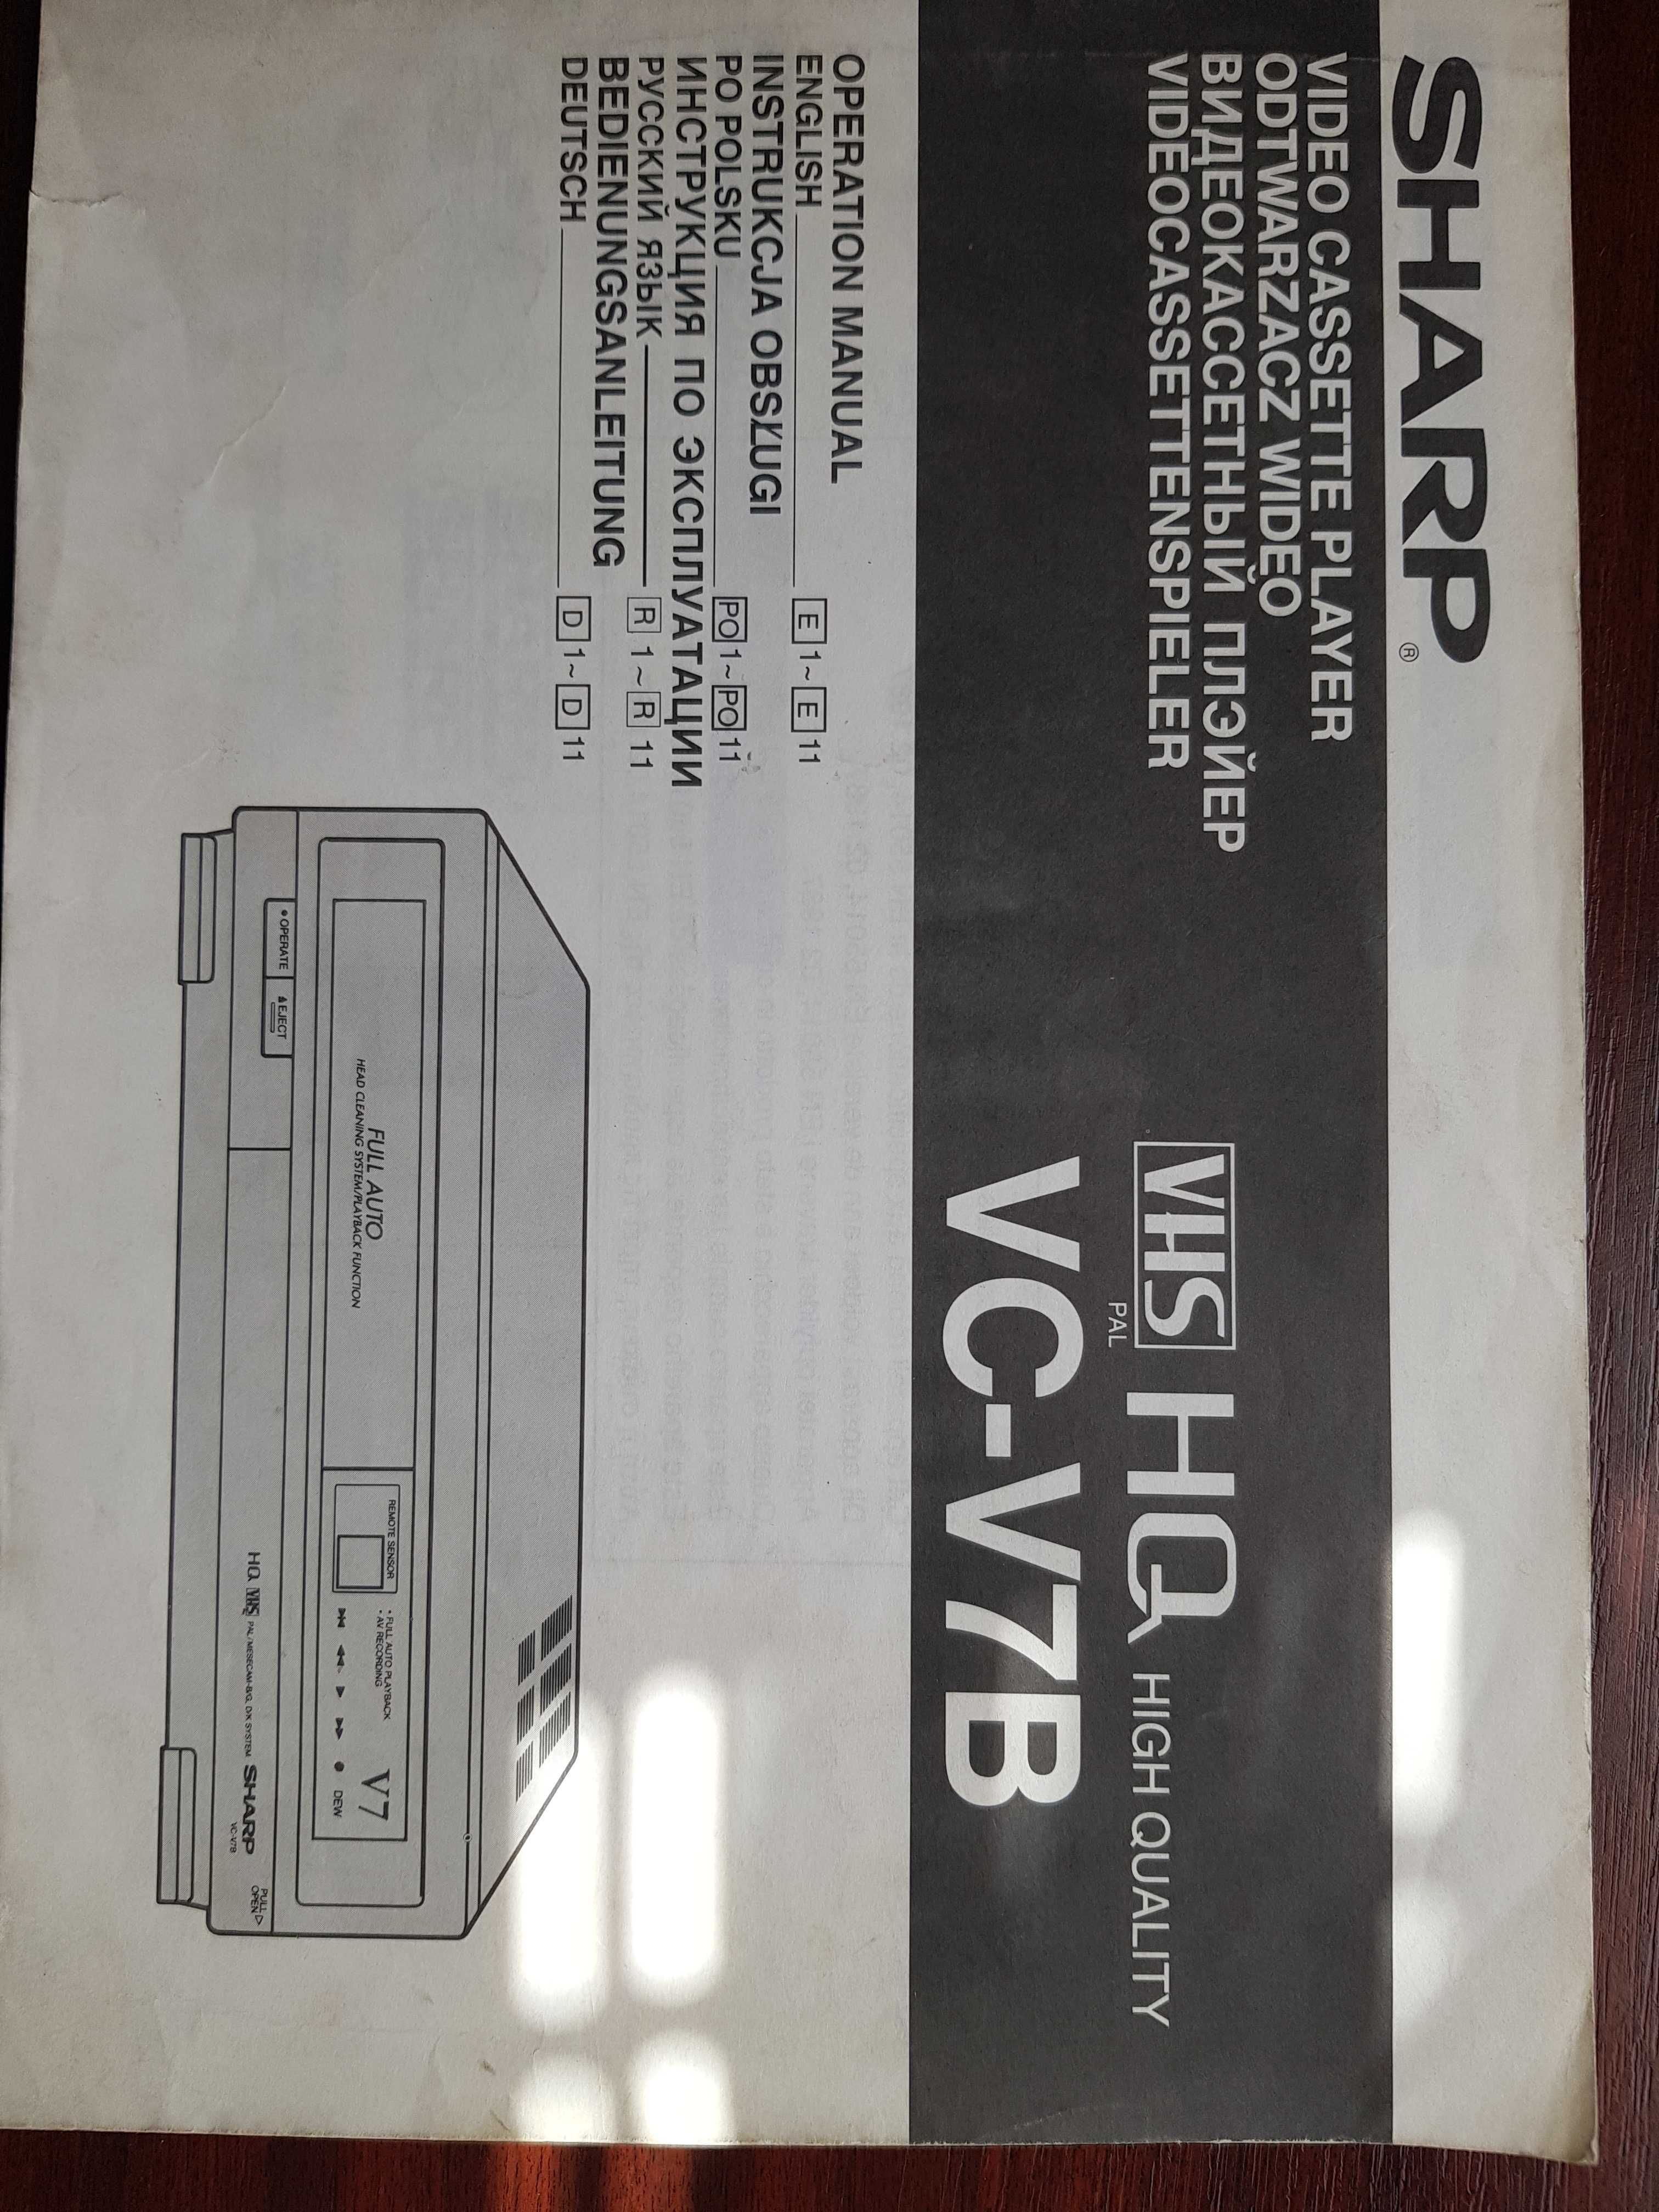 SHARP ®
VIDEO CASSETTE PLAYER
ODTWARZACZ WIDEO
ВИДЕОКАССЕТНЫЙ ПЛЭЙЕР
VIDEOCASSETTENSPIELER
VHS HQ HIGH QUALITY
PAL
VC-V7B
OPERATION MANUAL
ENGLISH E 1~ E 11
INSTRUKCJA OBSŁUGI
PO POLSKU PO 1~ PO 11
ИНСТРУКЦИЯ ПО ЭКСПЛУАТАЦИИ
РУССКИЙ ЯЗЫК R 1~ R 11
BEDIENUNGSANLEITUNG
DEUTSCH D 1~ D 11
FULL AUTO
HEAD CLEANING SYSTEM/PLAYBACK FUNCTION
REMOTE SENSOR
• FULL AUTO PLAYBACK
• AV RECORDING
V7
DEW
● OPERATE
▲ EJECT
HQ VHS PAL/MESECAM-B/G, D/K SYSTEM SHARP
VC-V7B
PULL ▷
OPEN